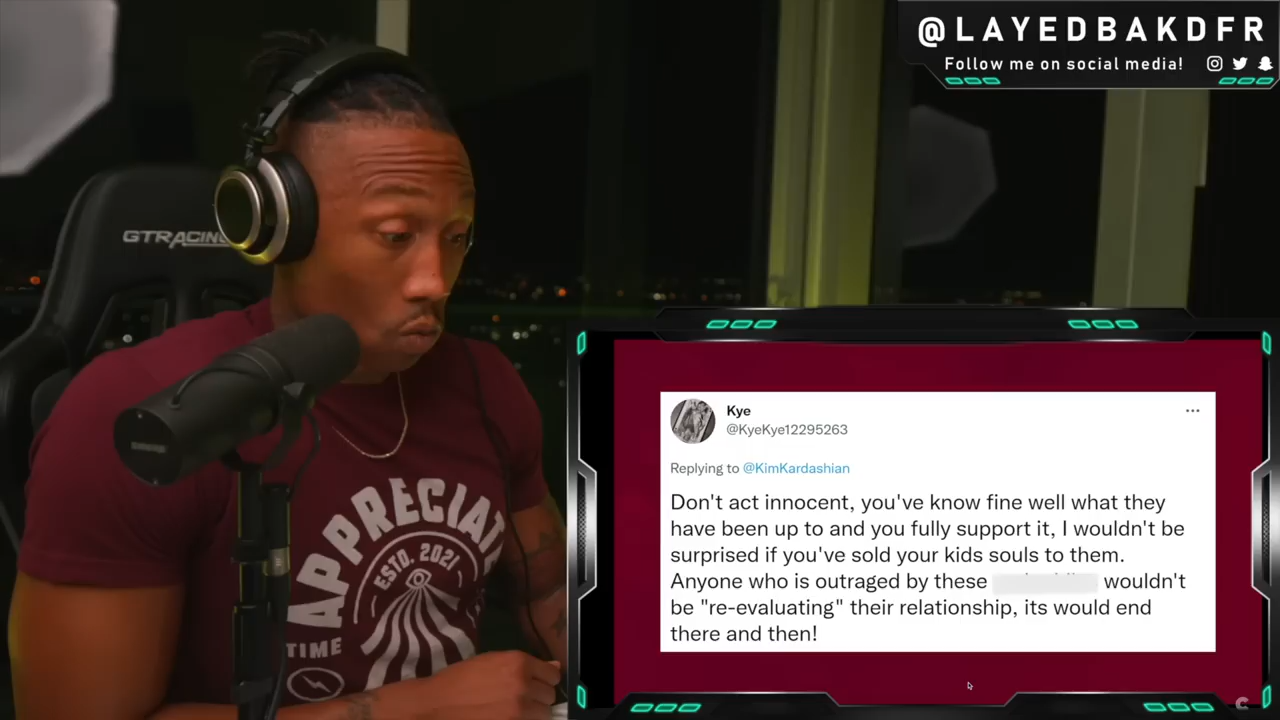 @LAYEDBAKDFR
Follow me on social media!
GTRACING
APPRECIATE
ESTD. 2021
TIME
Kye
@KyeKye12295263
Replying to @KimKardashian
Don't act innocent, you've know fine well what they
have been up to and you fully support it, I wouldn't be
surprised if you've sold your kids souls to them.
Anyone who is outraged by these wouldn't
be "re-evaluating" their relationship, its would end
there and then!